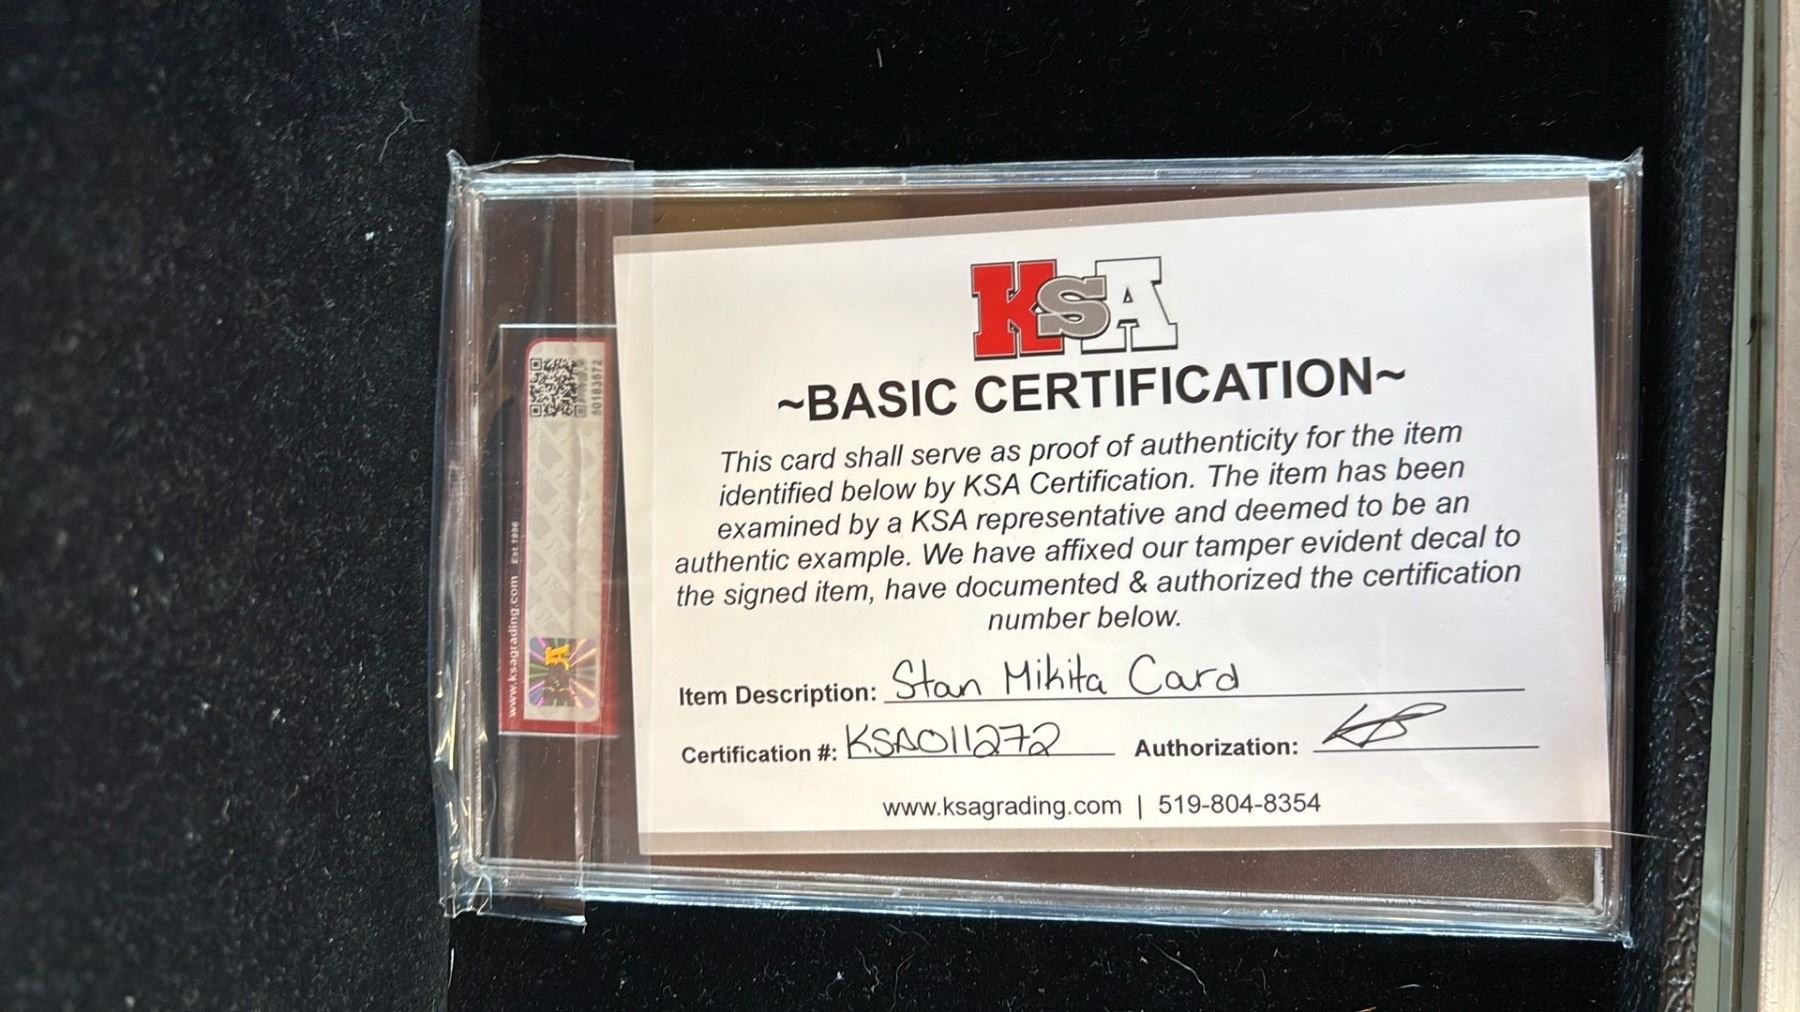 KSA
~BASIC CERTIFICATION~
This card shall serve as proof of authenticity for the item
identified below by KSA Certification. The item has been
examined by a KSA representative and deemed to be an
authentic example. We have affixed our tamper evident decal to
the signed item, have documented & authorized the certification
number below.
Item Description: Stan Mikita Card
Certification #: KSA011272 Authorization:
www.ksagrading.com | 519-804-8354
www.ksagrading.com Est.1996
50183672